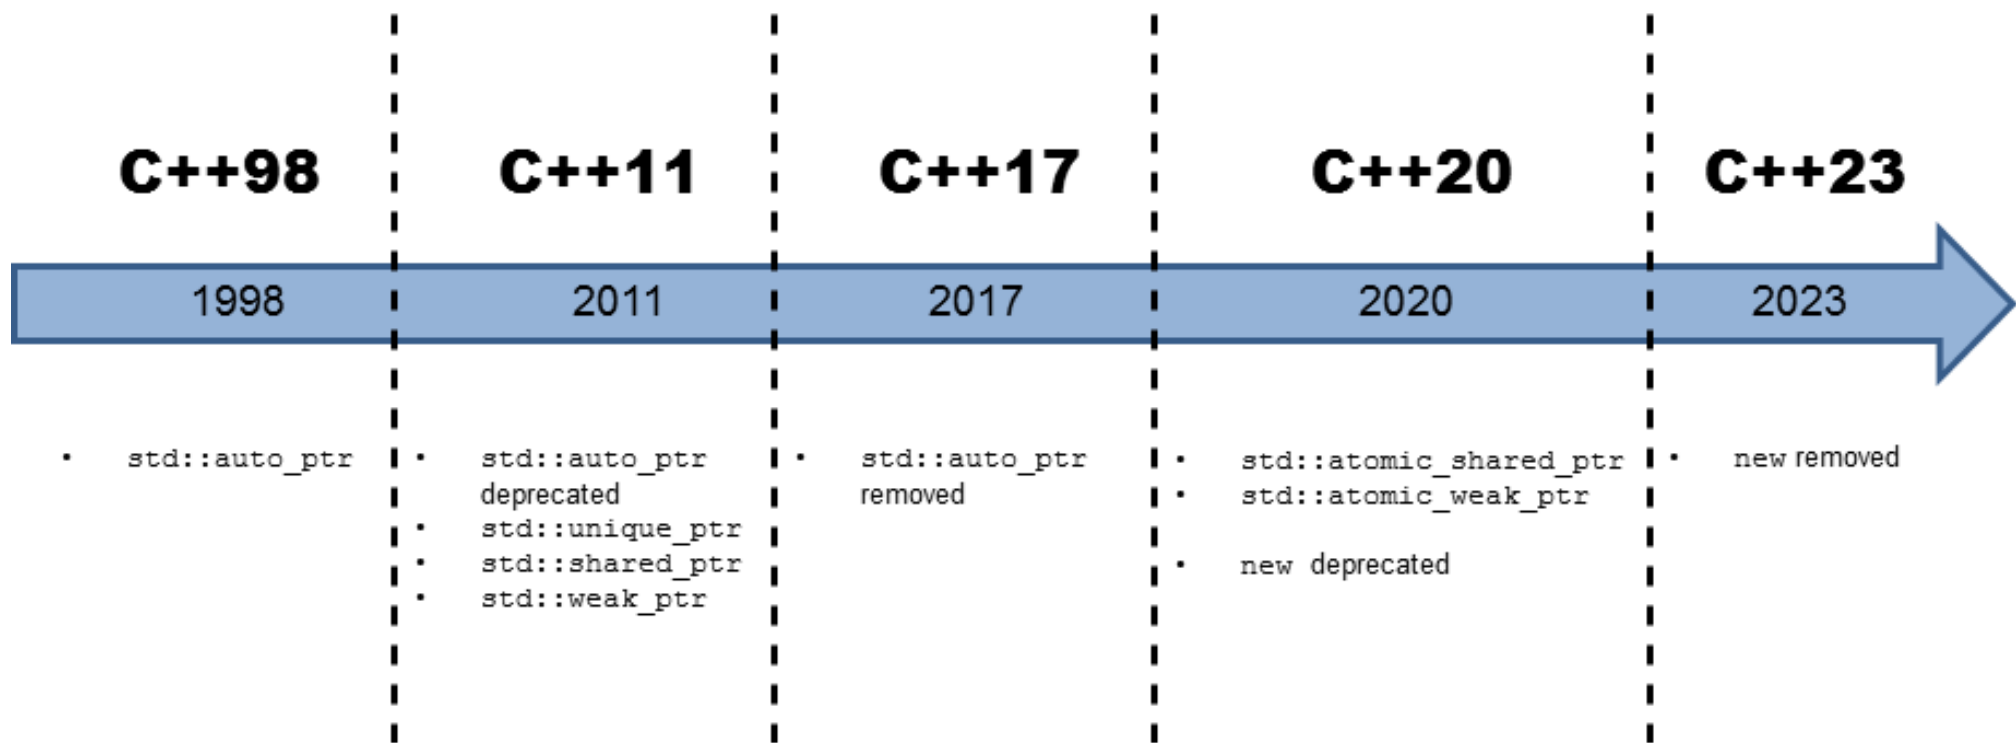 C++98
C++11
C++17
C++20
C++23
1998
2011
2017
2020
2023
• std::auto_ptr
• std::auto_ptr
deprecated
• std::unique_ptr
• std::shared_ptr
• std::weak_ptr
• std::auto_ptr
removed
• std::atomic_shared_ptr
• std::atomic_weak_ptr
• new deprecated
• new removed